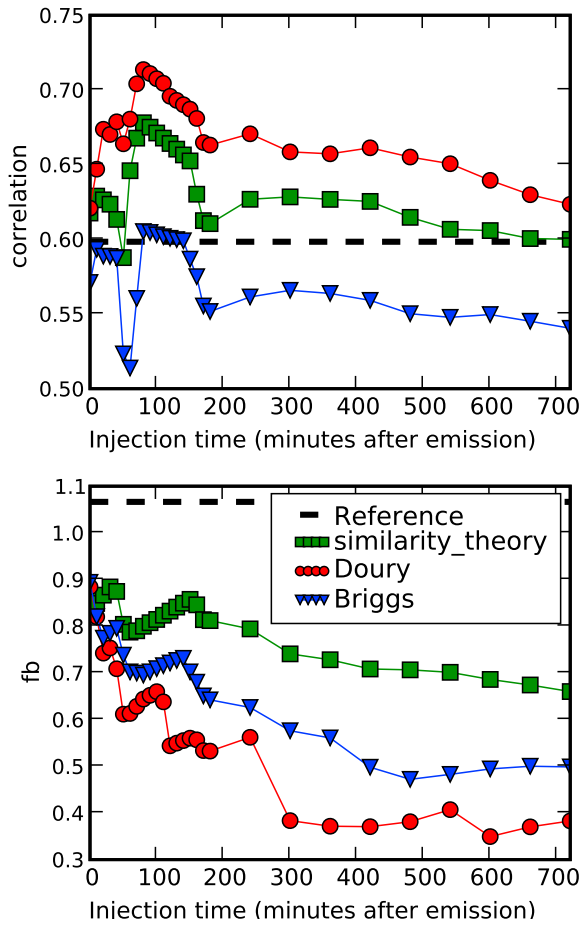 0.75
0.70
0.65
0.60
0.55
0.50
correlation
0 100 200 300 400 500 600 700
Injection time (minutes after emission)
1.1
1.0
0.9
0.8
0.7
0.6
0.5
0.4
0.3
fb
Reference
similarity_theory
Doury
Briggs
0 100 200 300 400 500 600 700
Injection time (minutes after emission)